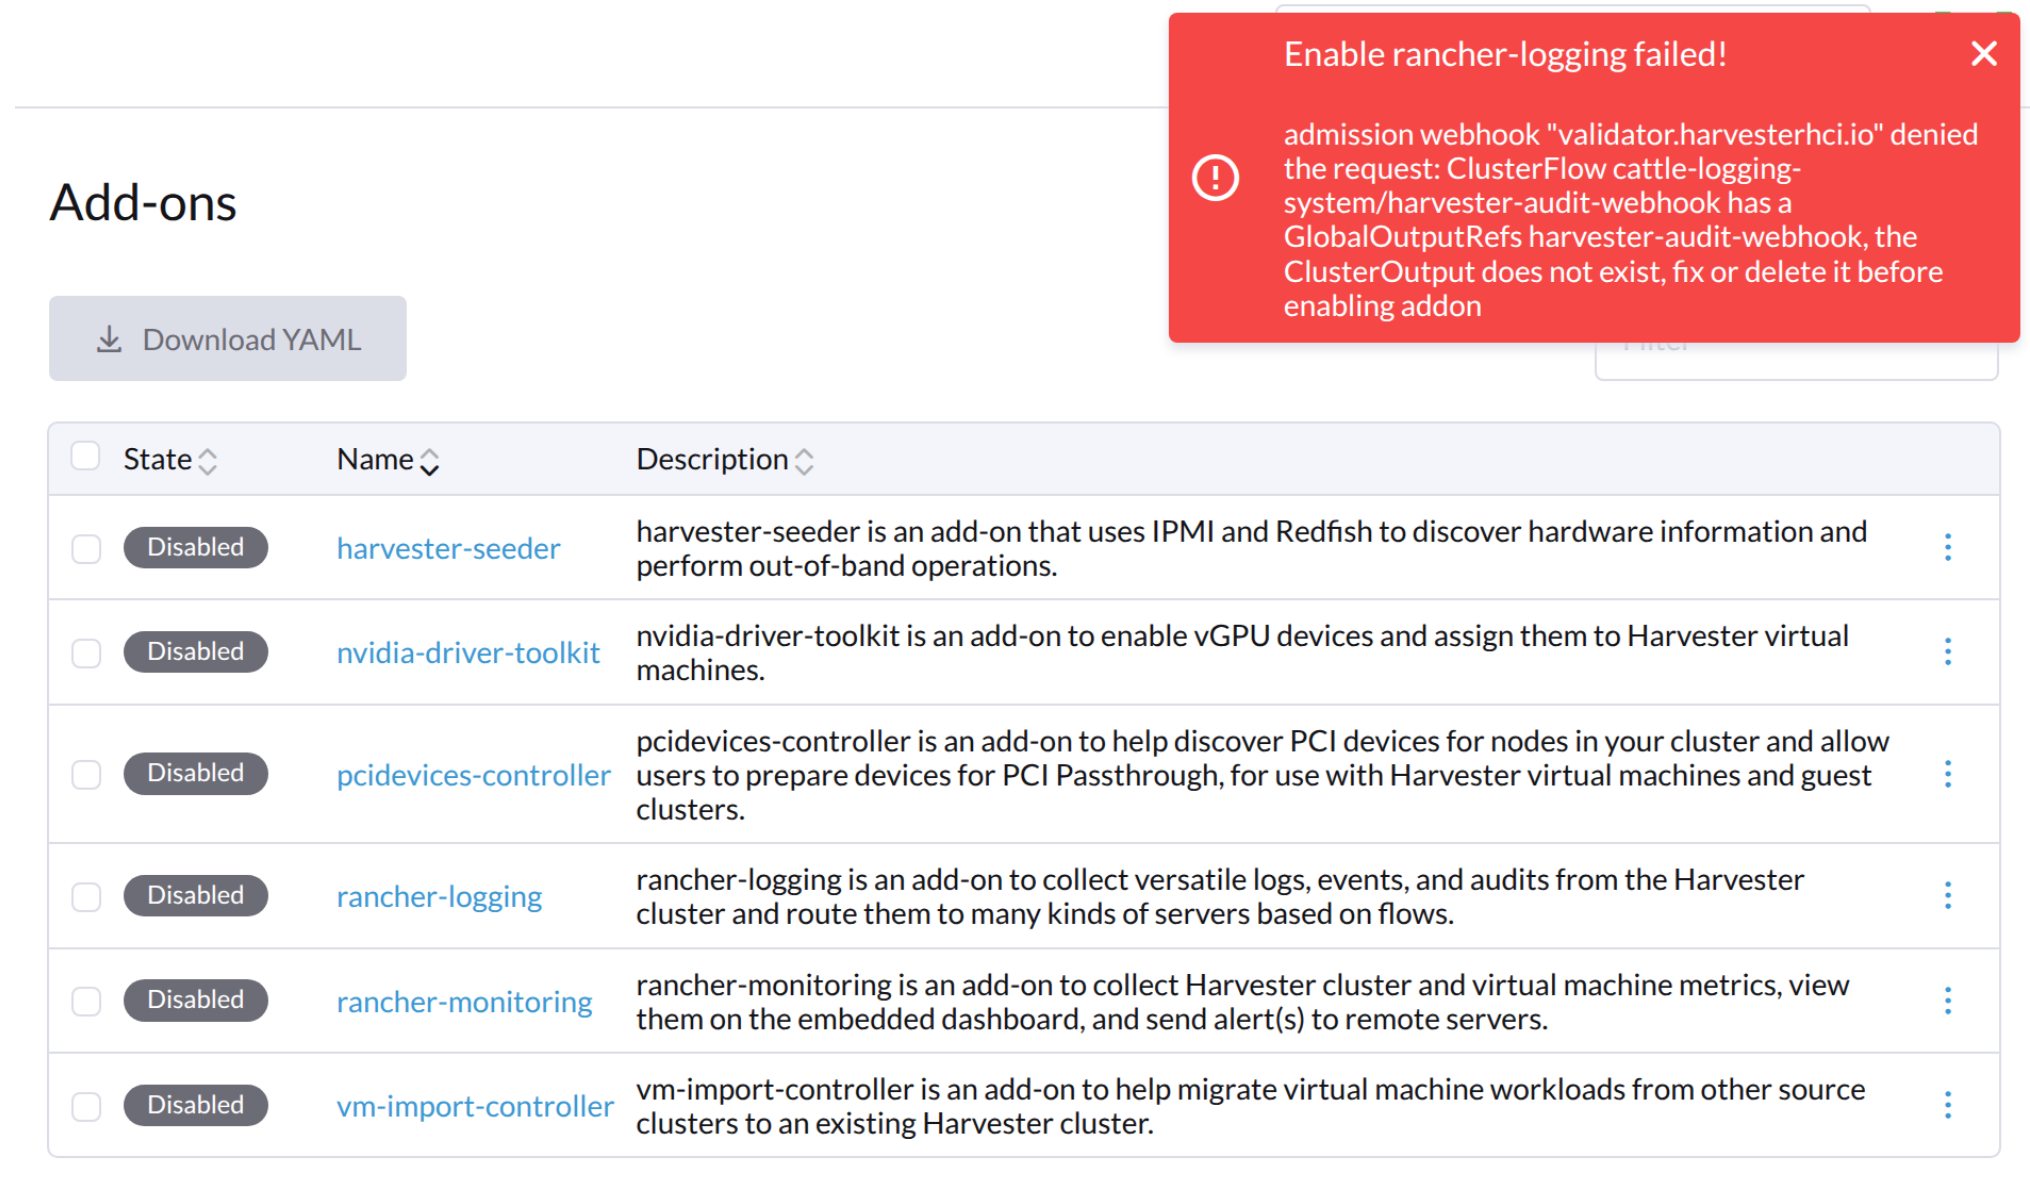 Enable rancher-logging failed!
admission webhook "validator.harvesterhci.io" denied
the request: ClusterFlow cattle-logging-
system/harvester-audit-webhook has a
GlobalOutputRefs harvester-audit-webhook, the
ClusterOutput does not exist, fix or delete it before
enabling addon
Add-ons
Download YAML
Filter
State Name Description
Disabled harvester-seeder harvester-seeder is an add-on that uses IPMI and Redfish to discover hardware information and
perform out-of-band operations.
Disabled nvidia-driver-toolkit nvidia-driver-toolkit is an add-on to enable vGPU devices and assign them to Harvester virtual
machines.
pcidevices-controller is an add-on to help discover PCI devices for nodes in your cluster and allow
Disabled pcidevices-controller users to prepare devices for PCI Passthrough, for use with Harvester virtual machines and guest
clusters.
Disabled rancher-logging rancher-logging is an add-on to collect versatile logs, events, and audits from the Harvester
cluster and route them to many kinds of servers based on flows.
Disabled rancher-monitoring rancher-monitoring is an add-on to collect Harvester cluster and virtual machine metrics, view
them on the embedded dashboard, and send alert(s) to remote servers.
Disabled vm-import-controller vm-import-controller is an add-on to help migrate virtual machine workloads from other source
clusters to an existing Harvester cluster.